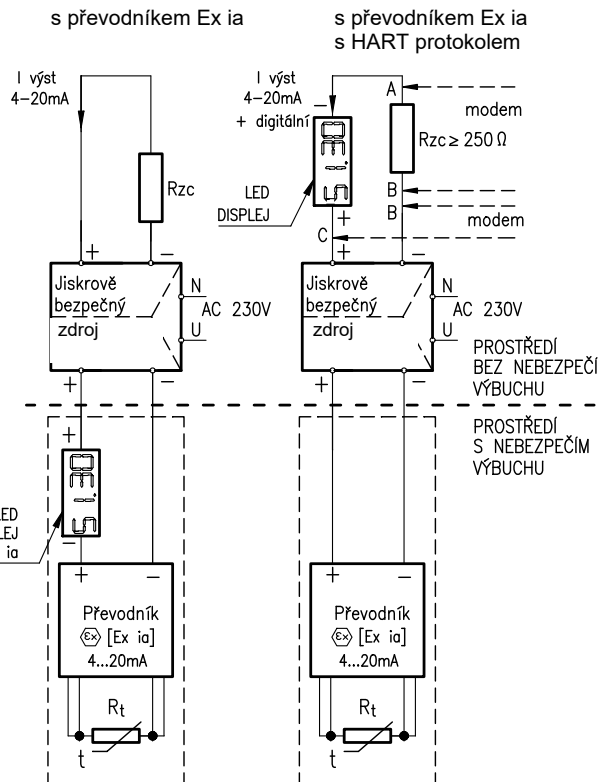 s převodníkem Ex ia
I výst
4–20mA
Rzc
+ –
Jiskrově
bezpečný
zdroj
N
AC 230V
U
+ –
+
LED
LEJ
ia
–
+ –
Převodník
Ex [Ex ia]
4...20mA
Rt
t
s převodníkem Ex ia
s HART protokolem
I výst
4–20mA
+ digitální
–
A
modem
Rzc ≥ 250 Ω
LED
DISPLEJ
B
B
modem
+
C
+ –
Jiskrově
bezpečný
zdroj
N
AC 230V
U
+ –
PROSTŘEDÍ
BEZ NEBEZPEČÍ
VÝBUCHU
PROSTŘEDÍ
S NEBEZPEČÍM
VÝBUCHU
+ –
Převodník
Ex [Ex ia]
4...20mA
Rt
t